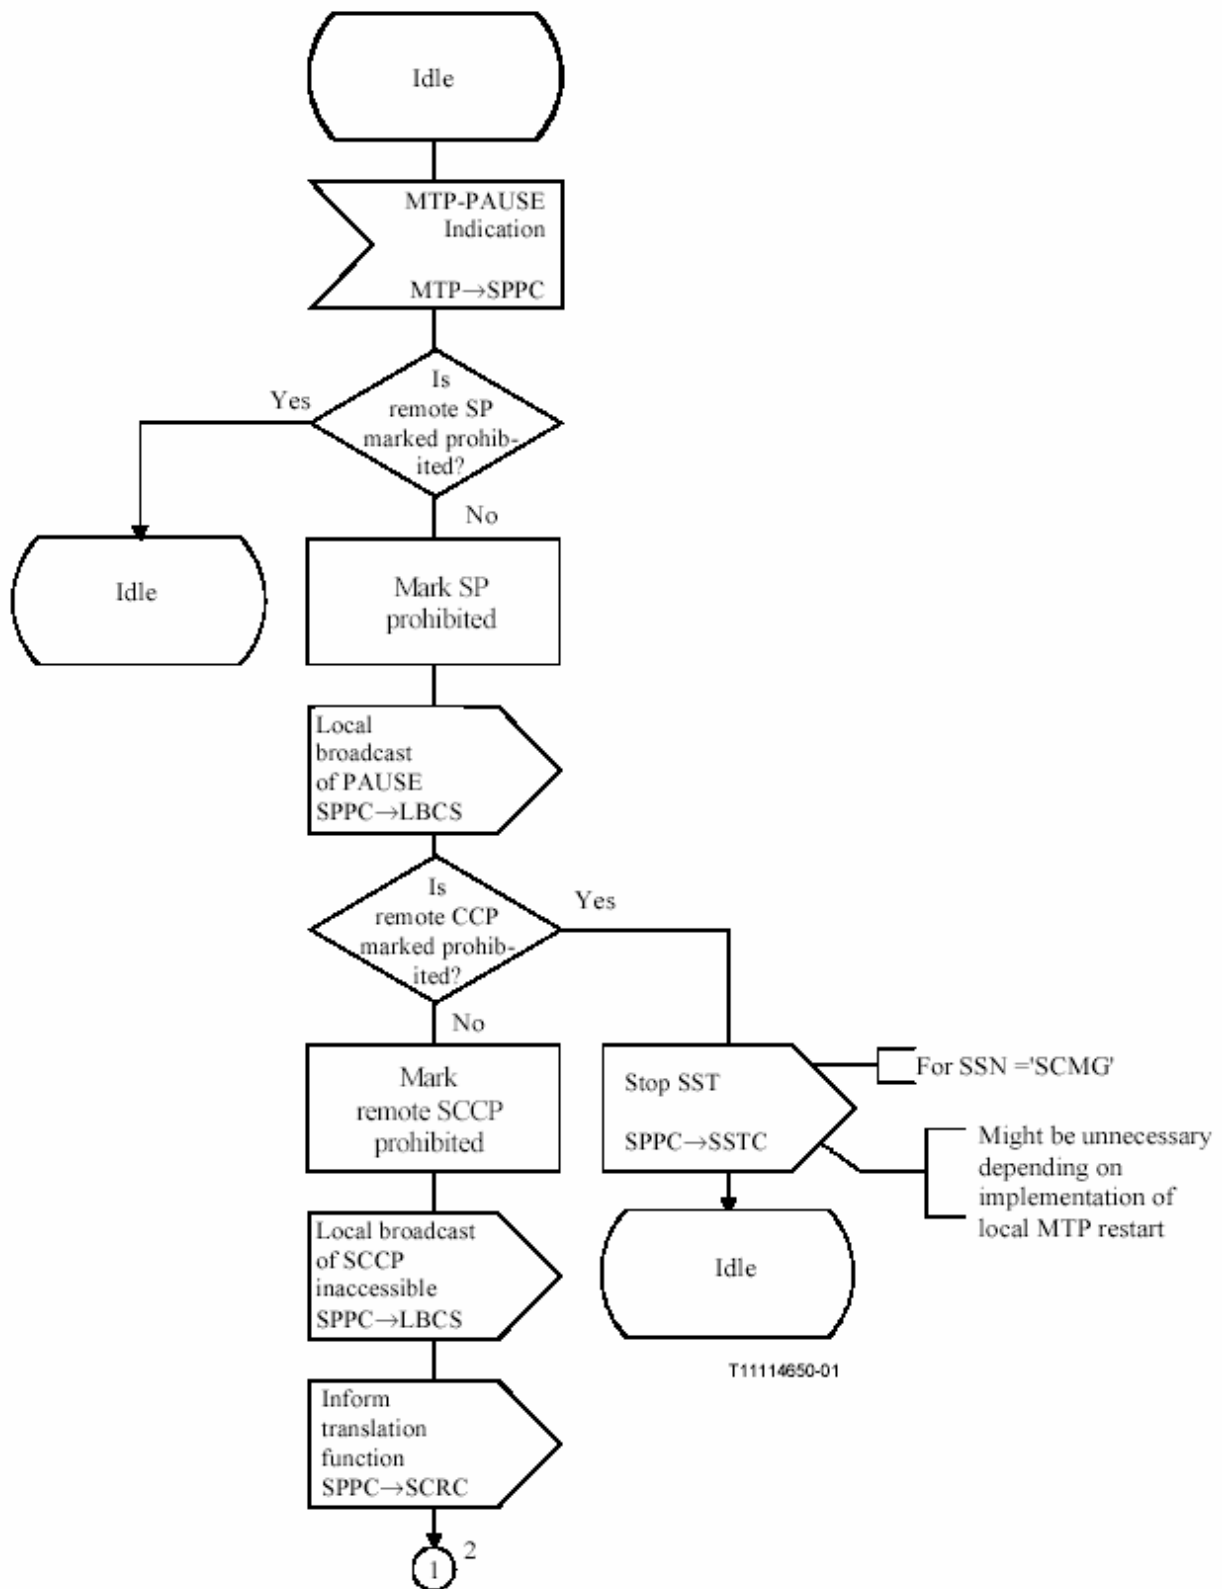 Idle
MTP-PAUSE
Indication
MTP→SPPC
Is
remote SP
marked prohib-
ited?
Yes
No
Idle
Mark SP
prohibited
Local
broadcast
of PAUSE
SPPC→LBCS
Is
remote CCP
marked prohib-
ited?
Yes
No
Mark
remote SCCP
prohibited
Stop SST
SPPC→SSTC
For SSN ='SCMG'
Might be unnecessary
depending on
implementation of
local MTP restart
Local broadcast
of SCCP
inaccessible
SPPC→LBCS
Idle
T11114650-01
Inform
translation
function
SPPC→SCRC
1
2